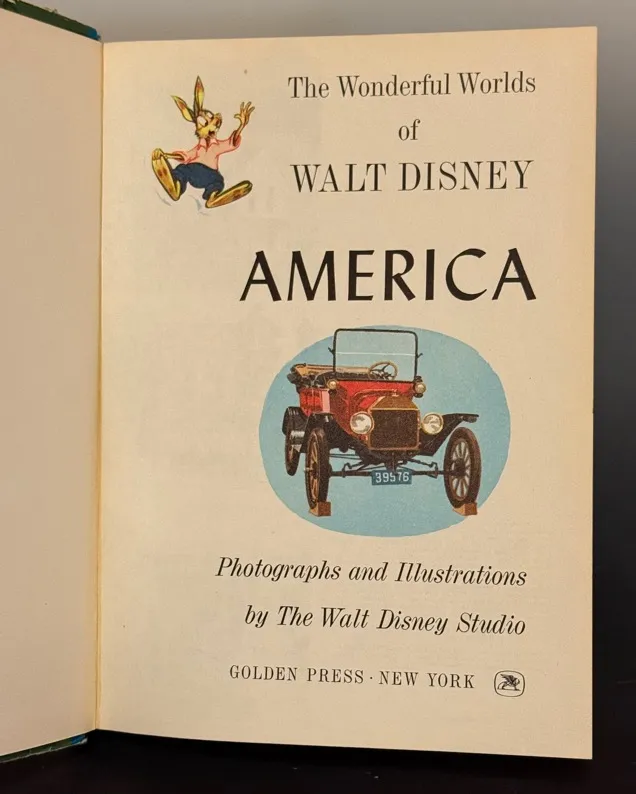 The Wonderful Worlds
of
WALT DISNEY
AMERICA
39576
Photographs and Illustrations
by The Walt Disney Studio
GOLDEN PRESS · NEW YORK